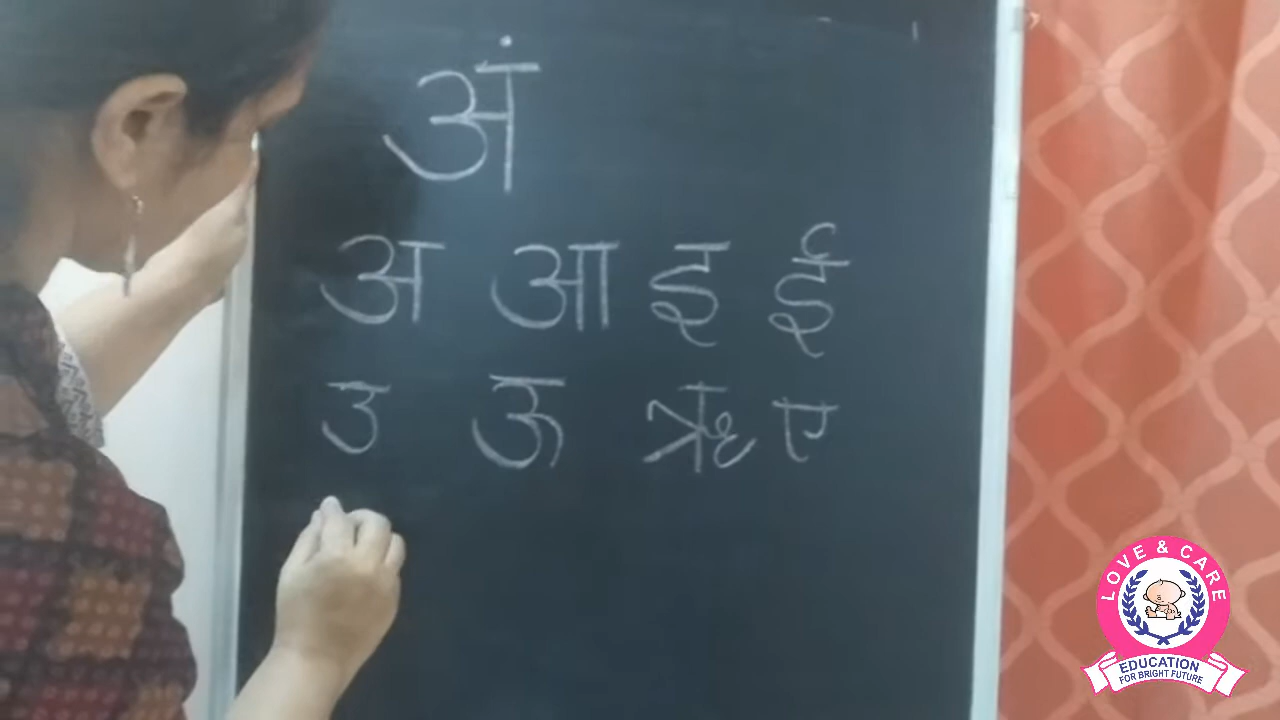 अं
अ आ इ ई
उ ऊ ऋ ए
LOVE & CARE
EDUCATION
FOR BRIGHT FUTURE